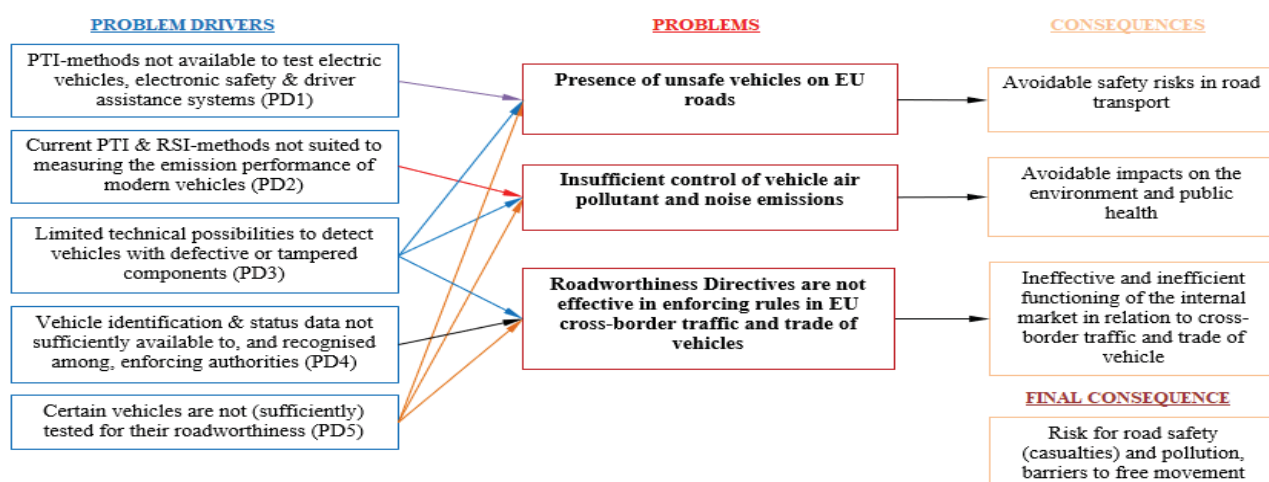 PROBLEM DRIVERS
PTI-methods not available to test electric
vehicles, electronic safety & driver
assistance systems (PD1)
Current PTI & RSI-methods not suited to
measuring the emission performance of
modern vehicles (PD2)
Limited technical possibilities to detect
vehicles with defective or tampered
components (PD3)
Vehicle identification & status data not
sufficiently available to, and recognised
among, enforcing authorities (PD4)
Certain vehicles are not (sufficiently)
tested for their roadworthiness (PD5)
PROBLEMS
Presence of unsafe vehicles on EU
roads
Insufficient control of vehicle air
pollutant and noise emissions
Roadworthiness Directives are not
effective in enforcing rules in EU
cross-border traffic and trade of
vehicles
CONSEQUENCES
Avoidable safety risks in road
transport
Avoidable impacts on the
environment and public
health
Ineffective and inefficient
functioning of the internal
market in relation to cross-
border traffic and trade of
vehicle
FINAL CONSEQUENCE
Risk for road safety
(casualties) and pollution,
barriers to free movement